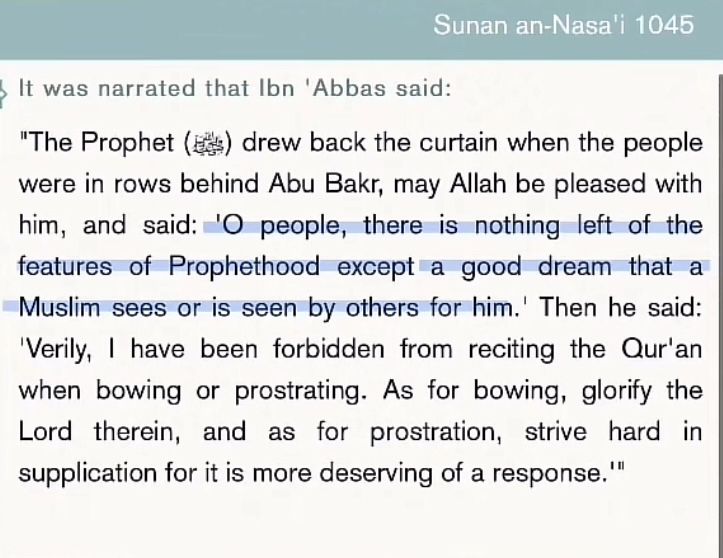 Sunan an-Nasa'i 1045
It was narrated that Ibn 'Abbas said:
"The Prophet (ﷺ) drew back the curtain when the people
were in rows behind Abu Bakr, may Allah be pleased with
him, and said: 'O people, there is nothing left of the
features of Prophethood except a good dream that a
Muslim sees or is seen by others for him.' Then he said:
'Verily, I have been forbidden from reciting the Qur'an
when bowing or prostrating. As for bowing, glorify the
Lord therein, and as for prostration, strive hard in
supplication for it is more deserving of a response.'"